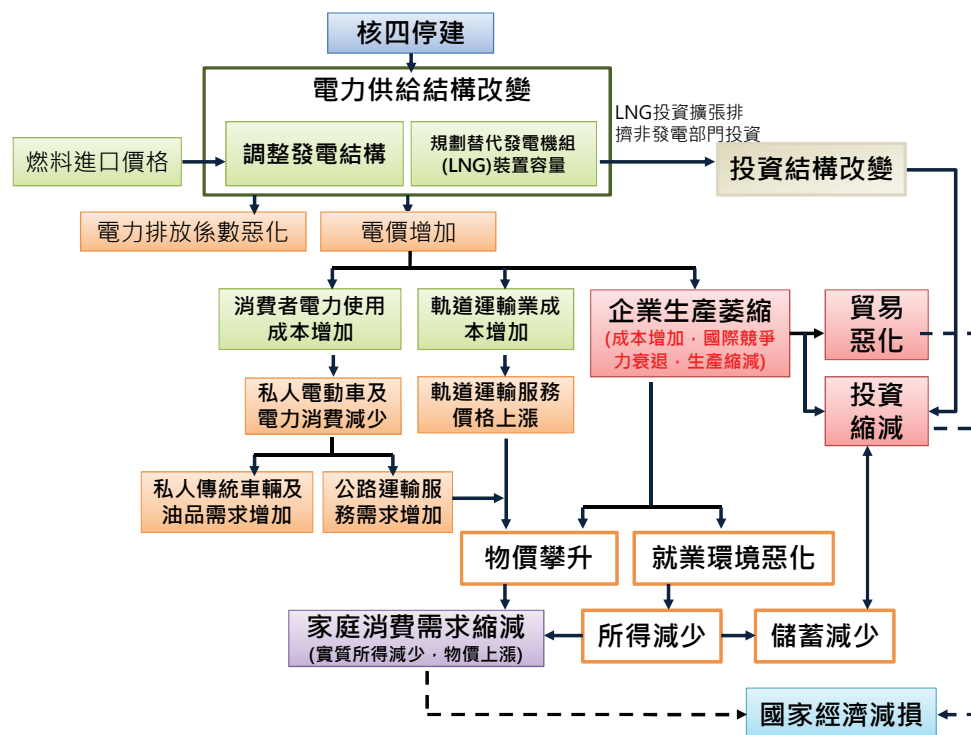 核四停建
電力供給結構改變
LNG投資擴張排
擠非發電部門投資
燃料進口價格
調整發電結構
規劃替代發電機組
(LNG)裝置容量
投資結構改變
電力排放係數惡化
電價增加
消費者電力使用
成本增加
軌道運輸業成
本增加
企業生產萎縮
(成本增加，國際競爭
力衰退，生產縮減)
貿易
惡化
私人電動車及
電力消費減少
軌道運輸服務
價格上漲
投資
縮減
私人傳統車輛及
油品需求增加
公路運輸服
務需求增加
物價攀升
就業環境惡化
家庭消費需求縮減
(實質所得減少，物價上漲)
所得減少
儲蓄減少
國家經濟減損